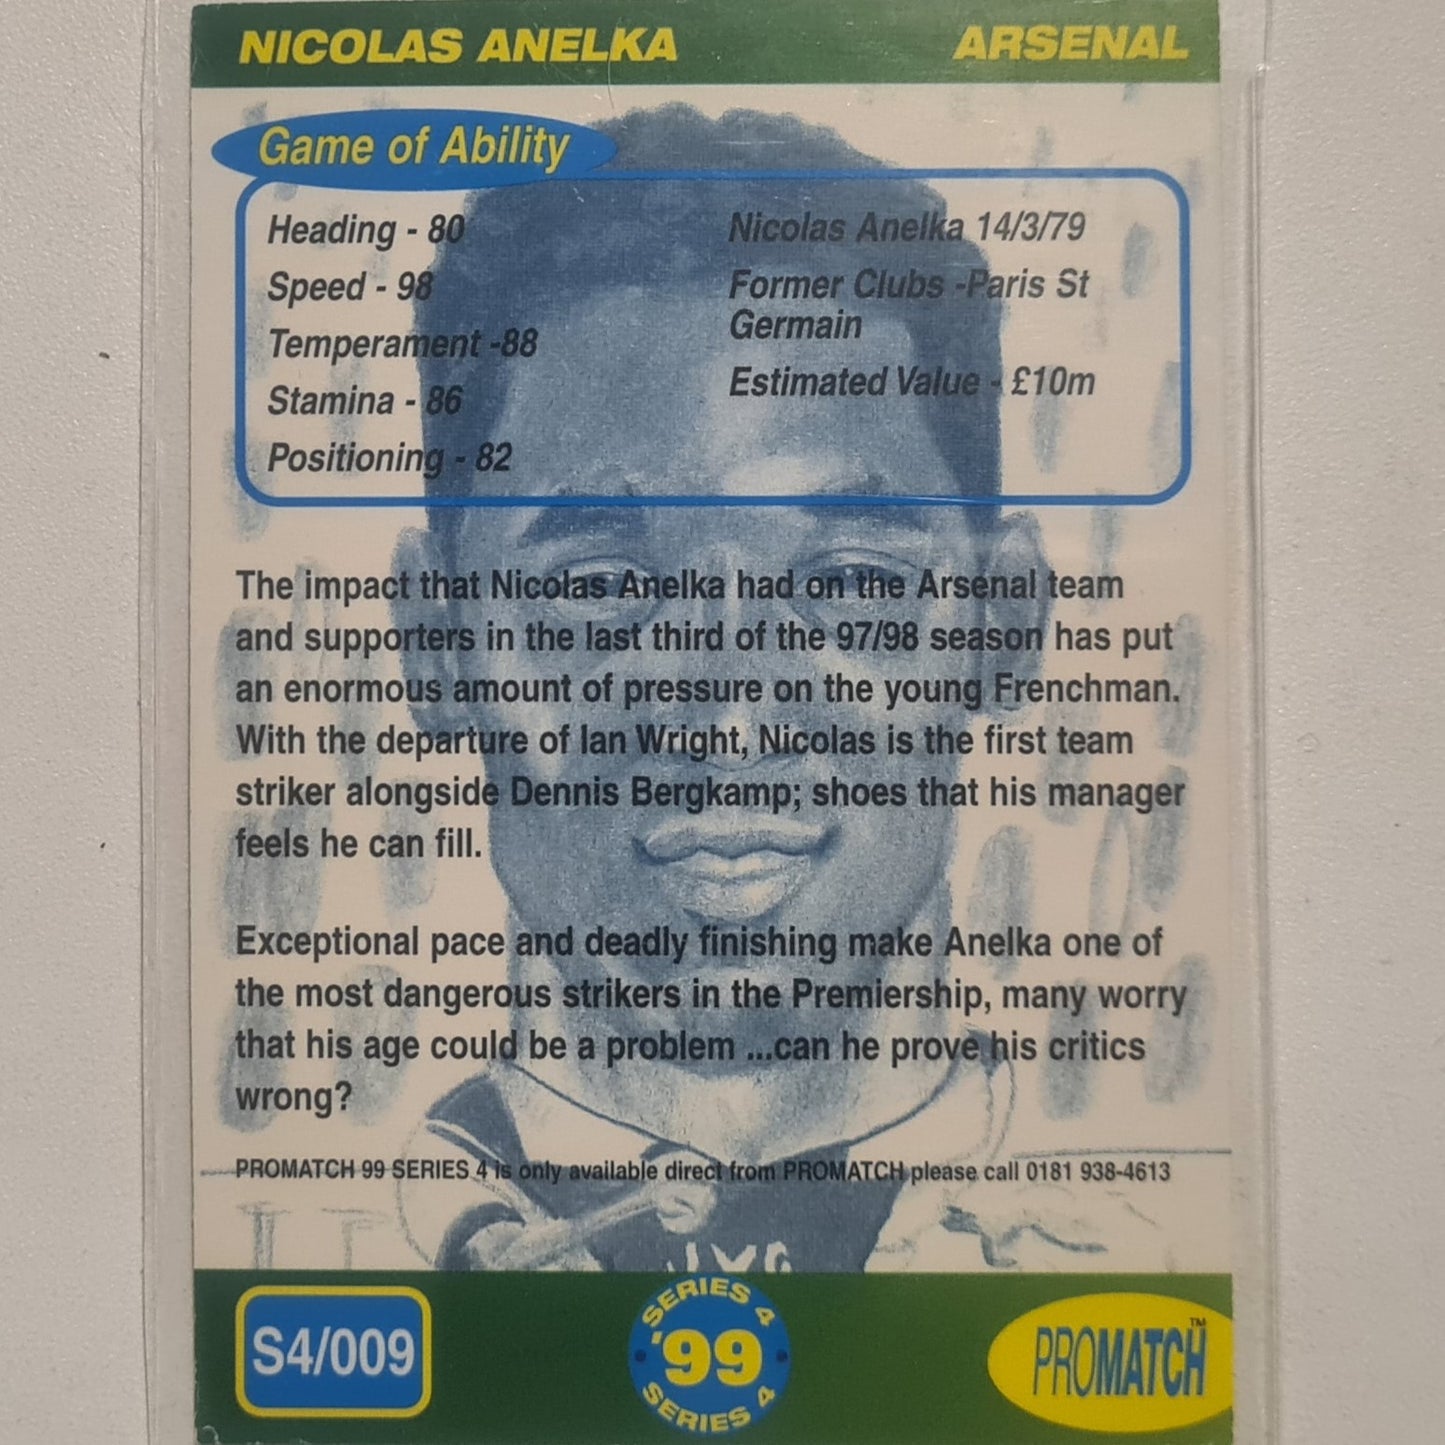 NICOLAS ANELKA ARSENAL
Game of Ability
Heading - 80
Speed - 98
Temperament -88
Stamina - 86
Positioning - 82
Nicolas Anelka 14/3/79
Former Clubs -Paris St
Germain
Estimated Value - £10m
The impact that Nicolas Anelka had on the Arsenal team
and supporters in the last third of the 97/98 season has put
an enormous amount of pressure on the young Frenchman.
With the departure of Ian Wright, Nicolas is the first team
striker alongside Dennis Bergkamp; shoes that his manager
feels he can fill.
Exceptional pace and deadly finishing make Anelka one of
the most dangerous strikers in the Premiership, many worry
that his age could be a problem ...can he prove his critics
wrong?
PROMATCH 99 SERIES 4 is only available direct from PROMATCH please call 0181 938-4613
JVC
S4/009
SERIES 4
'99
SERIES 4
PROMATCH™